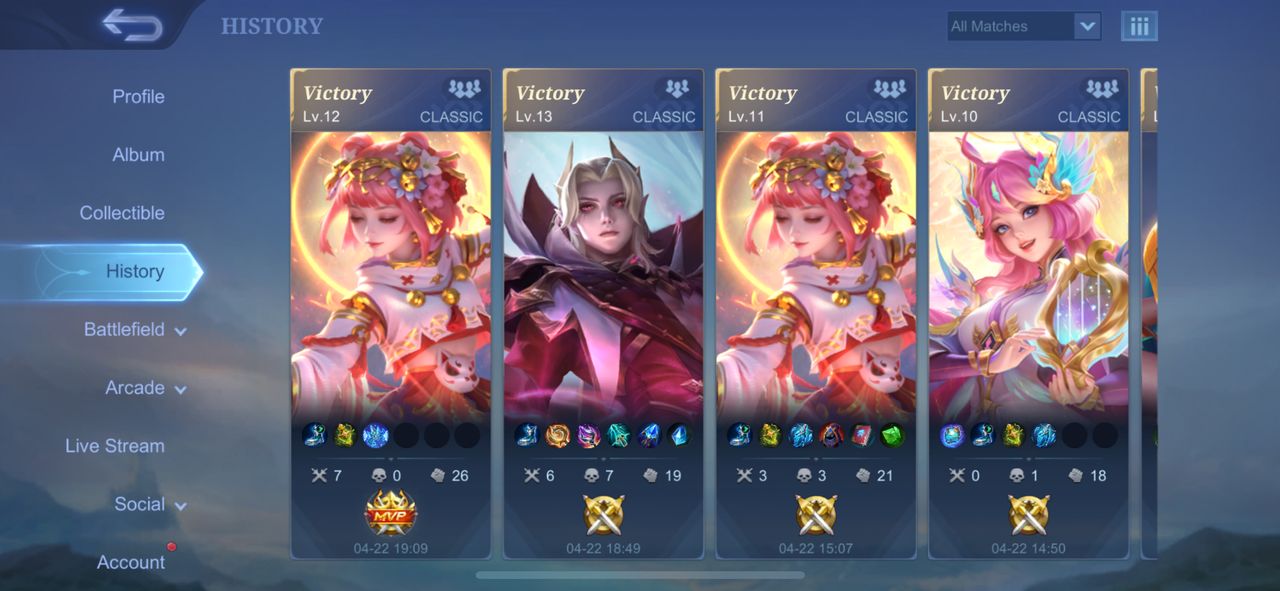 HISTORY
All Matches
Profile
Album
Collectible
History
Battlefield
Arcade
Live Stream
Social
Account
Victory
Lv.12 CLASSIC
7 0 26
MVP
04-22 19:09
Victory
Lv.13 CLASSIC
6 7 19
04-22 18:49
Victory
Lv.11 CLASSIC
3 3 21
04-22 15:07
Victory
Lv.10 CLASSIC
0 1 18
04-22 14:50